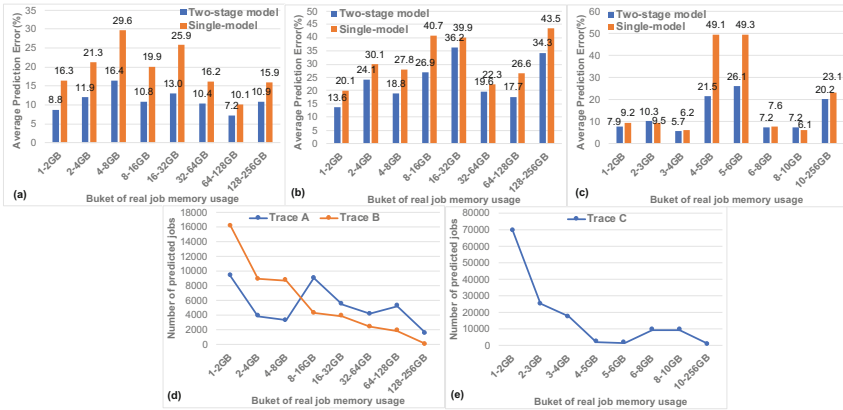 Average Prediction Error(%)
35
30
25
20
15
10
5
0
Two-stage model
Single-model
8.8 16.3 11.9 21.3 16.4 29.6 10.8 19.9 13.0 25.9 10.4 16.2 7.2 10.1 10.9 15.9
1-2GB 2-4GB 4-8GB 8-16GB 16-32GB 32-64GB 64-128GB 128-256GB
(a)
Buket of real job memory usage
Average Prediction Error(%)
50
45
40
35
30
25
20
15
10
5
0
Two-stage model
Single-model
13.6 20.1 24.1 30.1 18.8 27.8 26.9 40.7 36.2 39.9 19.6 22.3 17.7 26.6 34.3 43.5
1-2GB 2-4GB 4-8GB 8-16GB 16-32GB 32-64GB 64-128GB 128-256GB
(b)
Buket of real job memory usage
Average Prediction Error(%)
60
50
40
30
20
10
0
Two-stage model
Single-model
7.9 9.2 10.3 9.5 5.7 6.2 21.5 49.1 26.1 49.3 7.2 7.6 7.2 6.1 20.2 23.1
1-2GB 2-3GB 3-4GB 4-5GB 5-6GB 6-8GB 8-10GB 10-256GB
(c)
Buket of real job memory usage
Number of predicted jobs
18000
16000
14000
12000
10000
8000
6000
4000
2000
0
Trace A Trace B
1-2GB 2-4GB 4-8GB 8-16GB 16-32GB 32-64GB 64-128GB 128-256GB
(d)
Buket of real job memory usage
Number of predicted jobs
80000
70000
60000
50000
40000
30000
20000
10000
0
Trace C
1-2GB 2-3GB 3-4GB 4-5GB 5-6GB 6-8GB 8-10GB 10-256GB
(e)
Buket of real job memory usage